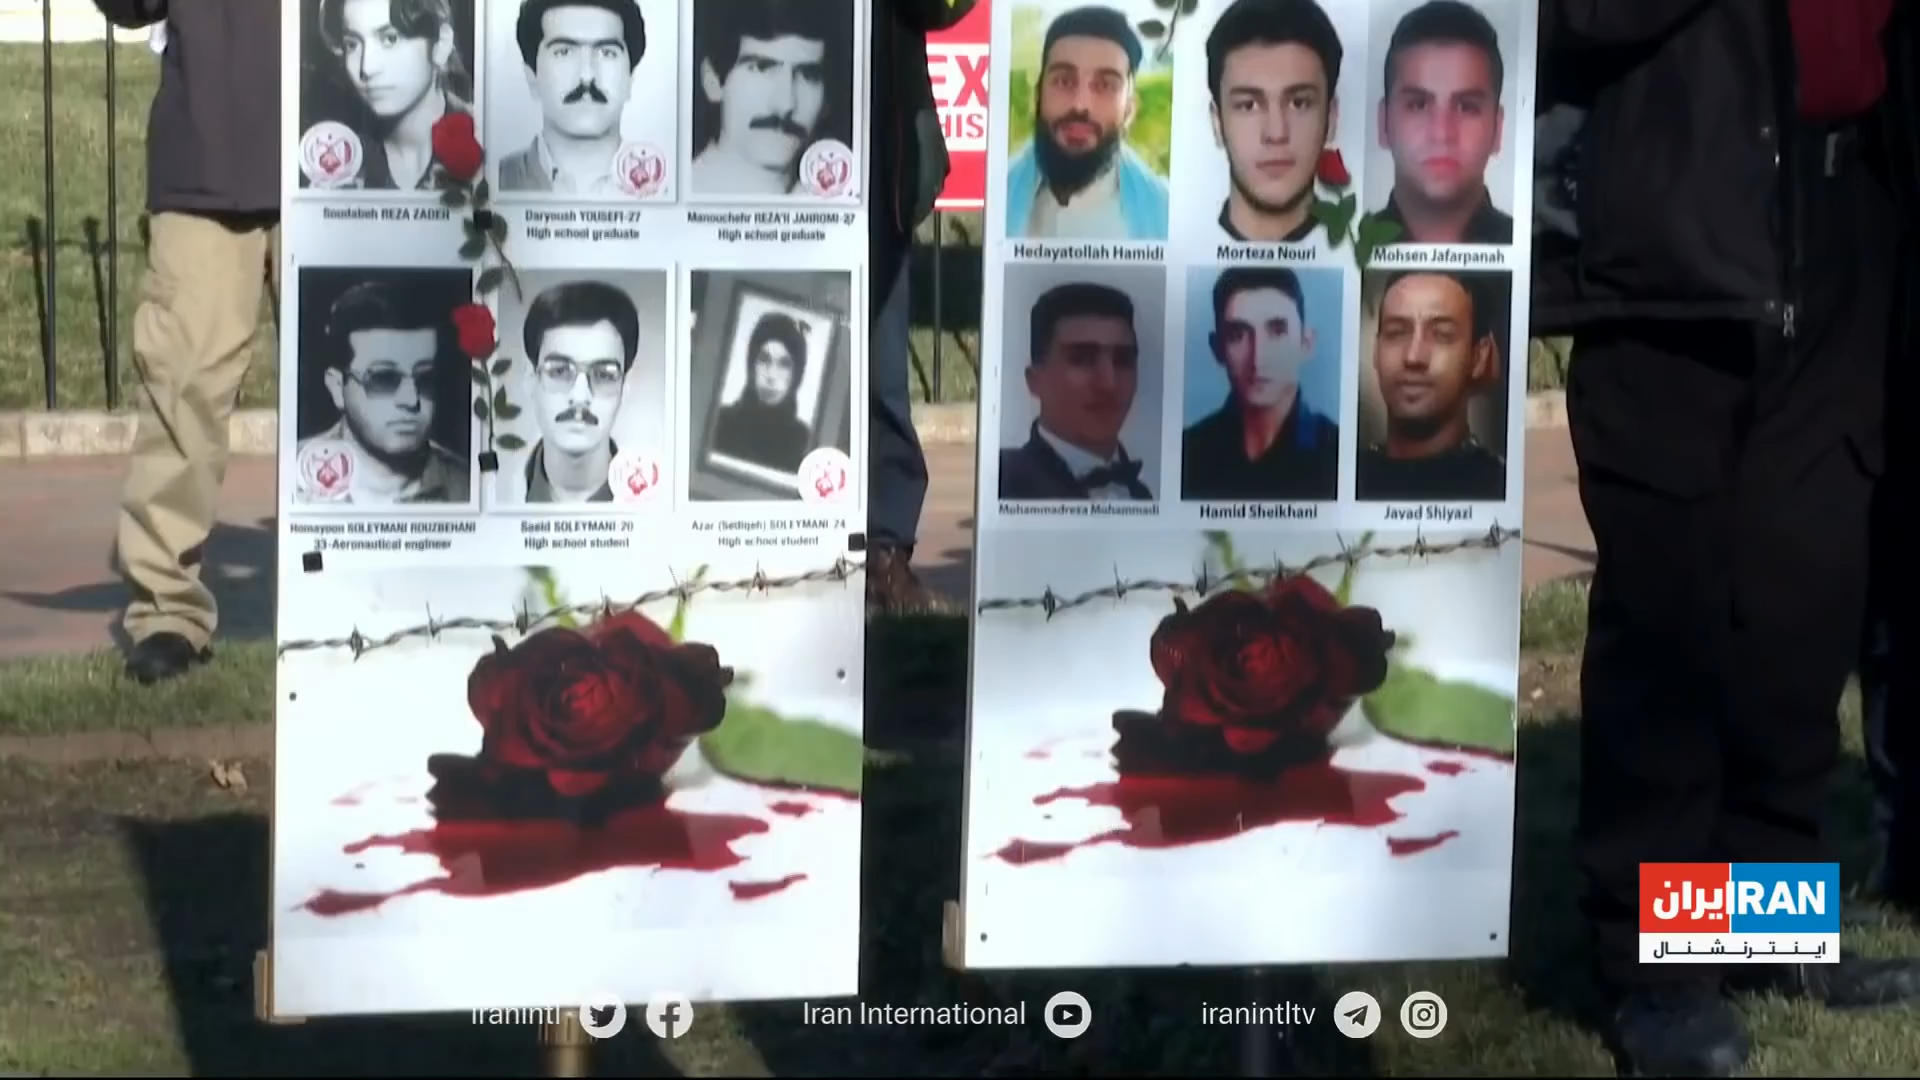 EX
HIS
Soudabeh REZA ZADEH
Daryoush YOUSEFI-27
High school graduate
Manouchehr REZA'II JAHROMI-27
High school graduate
Hedayatollah Hamidi
Morteza Nouri
Mohsen Jafarpanah
Homayoon SOLEYMANI ROUZBEHANI
33-Aeronautical engineer
Saeid SOLEYMANI-20
High school student
Azar (Sediqeh) SOLEYMANI-24
High school student
Mohammadreza Mohammadi
Hamid Sheikhani
Javad Shiyazi
ایران IRAN
اینترنشنال
iranintl
Iran International
iranintltv